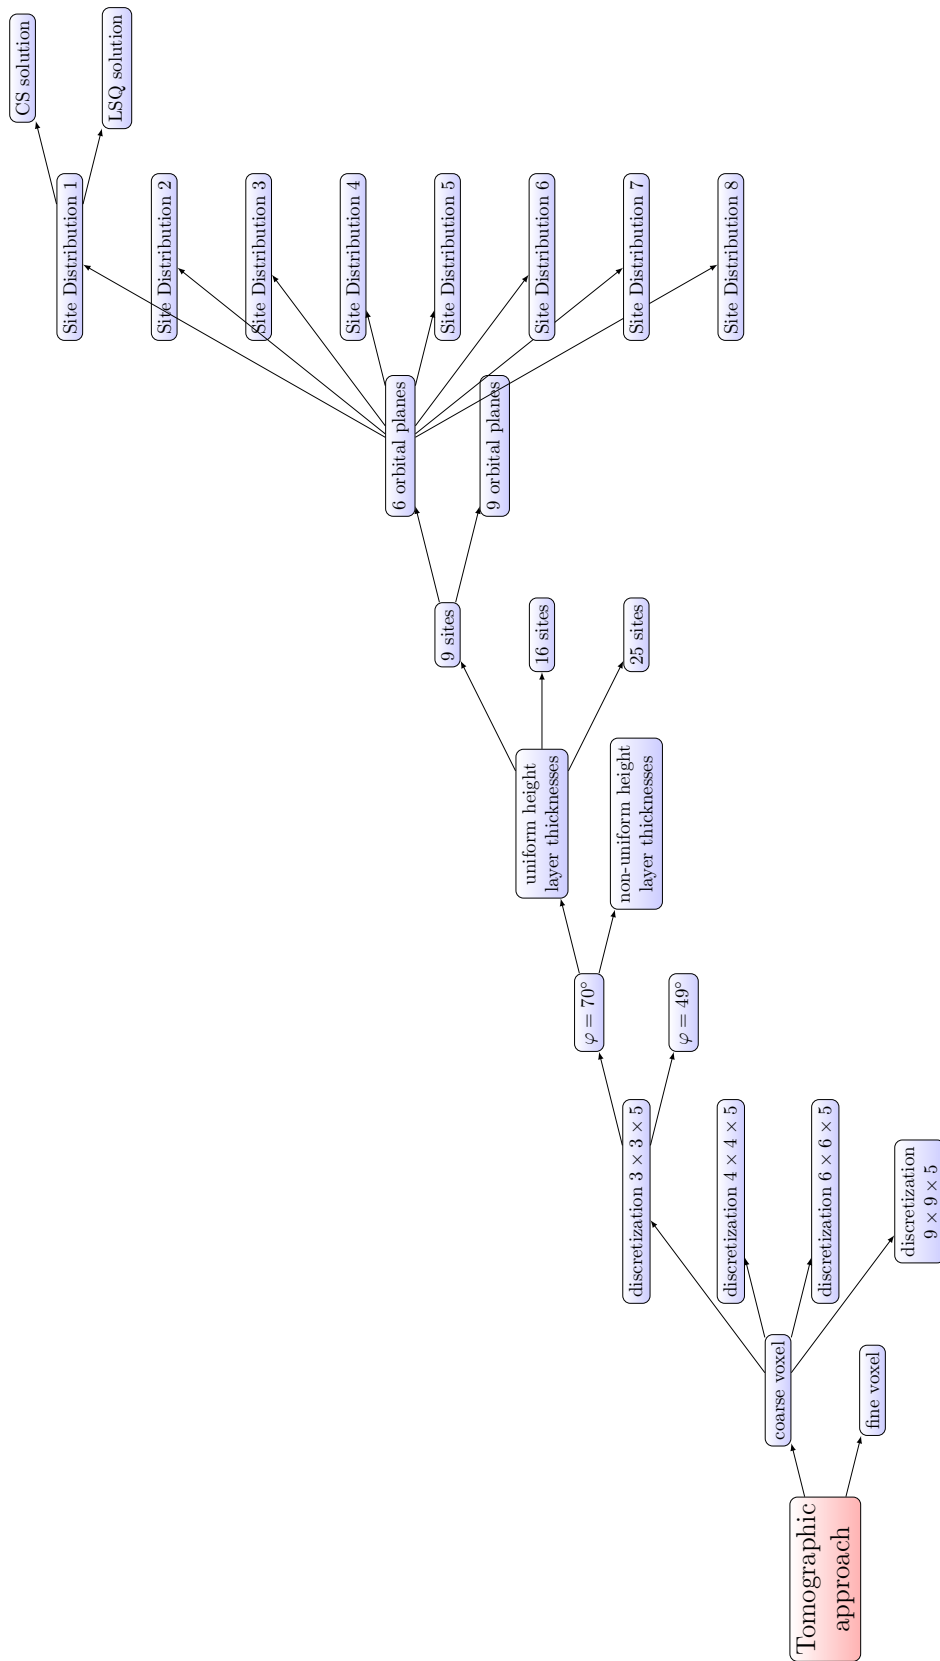 Tomographic
approach
coarse voxel
fine voxel
discretization 3 × 3 × 5
discretization 4 × 4 × 5
discretization 6 × 6 × 5
discretization
9 × 9 × 5
φ = 70°
φ = 49°
uniform height
layer thicknesses
non-uniform height
layer thicknesses
9 sites
16 sites
25 sites
6 orbital planes
9 orbital planes
Site Distribution 1
Site Distribution 2
Site Distribution 3
Site Distribution 4
Site Distribution 5
Site Distribution 6
Site Distribution 7
Site Distribution 8
CS solution
LSQ solution